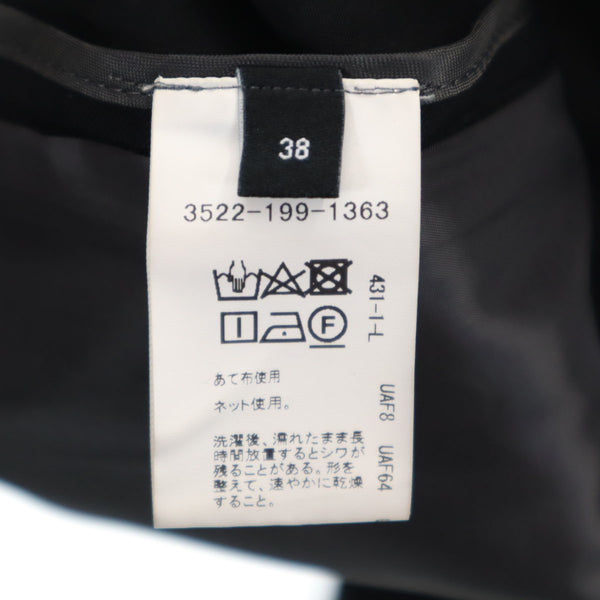 38
3522-199-1363
431-1-L
F
あて布使用
ネット使用。
UAF8 UAF64
洗濯後、濡れたまま長
時間放置するとシワが
残ることがある。形を
整えて、速やかに乾燥
すること。